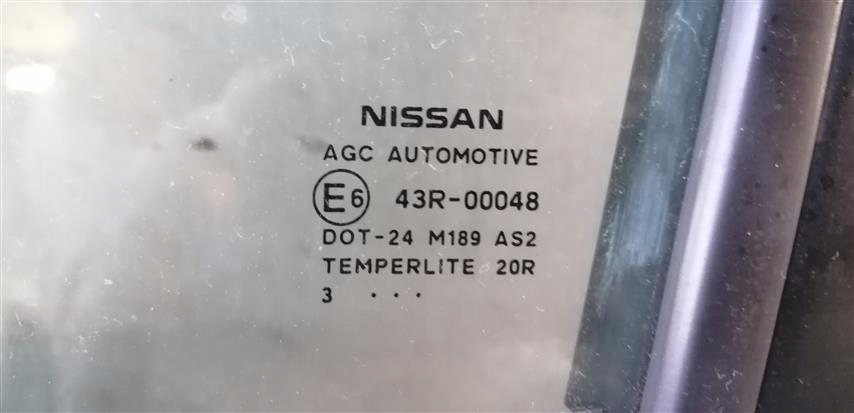 NISSAN
AGC AUTOMOTIVE
E6 43R-00048
DOT-24 M189 AS2
TEMPERLITE 20R
3 . . .